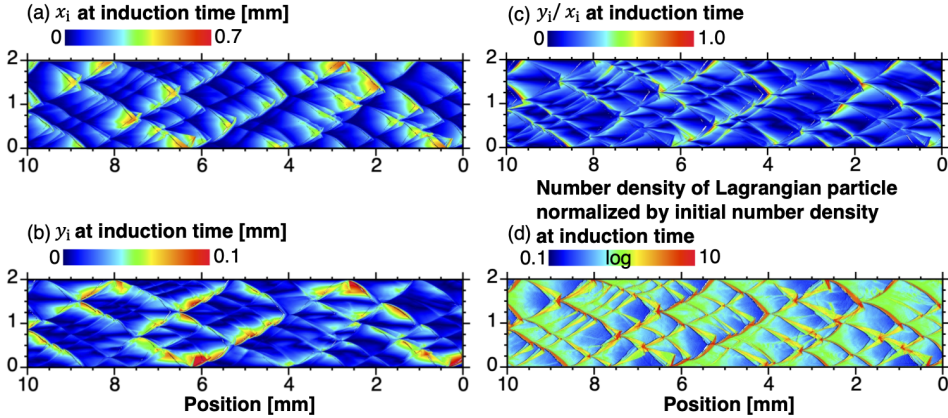 (a) xᵢ at induction time [mm]
0 0.7
2
1
0
10 8 6 4 2 0
(b) yᵢ at induction time [mm]
0 0.1
2
1
0
10 8 6 4 2 0
Position [mm]
(c) yᵢ/ xᵢ at induction time
0 1.0
2
1
0
10 8 6 4 2 0
Number density of Lagrangian particle
normalized by initial number density
(d) at induction time
0.1 log 10
2
1
0
10 8 6 4 2 0
Position [mm]